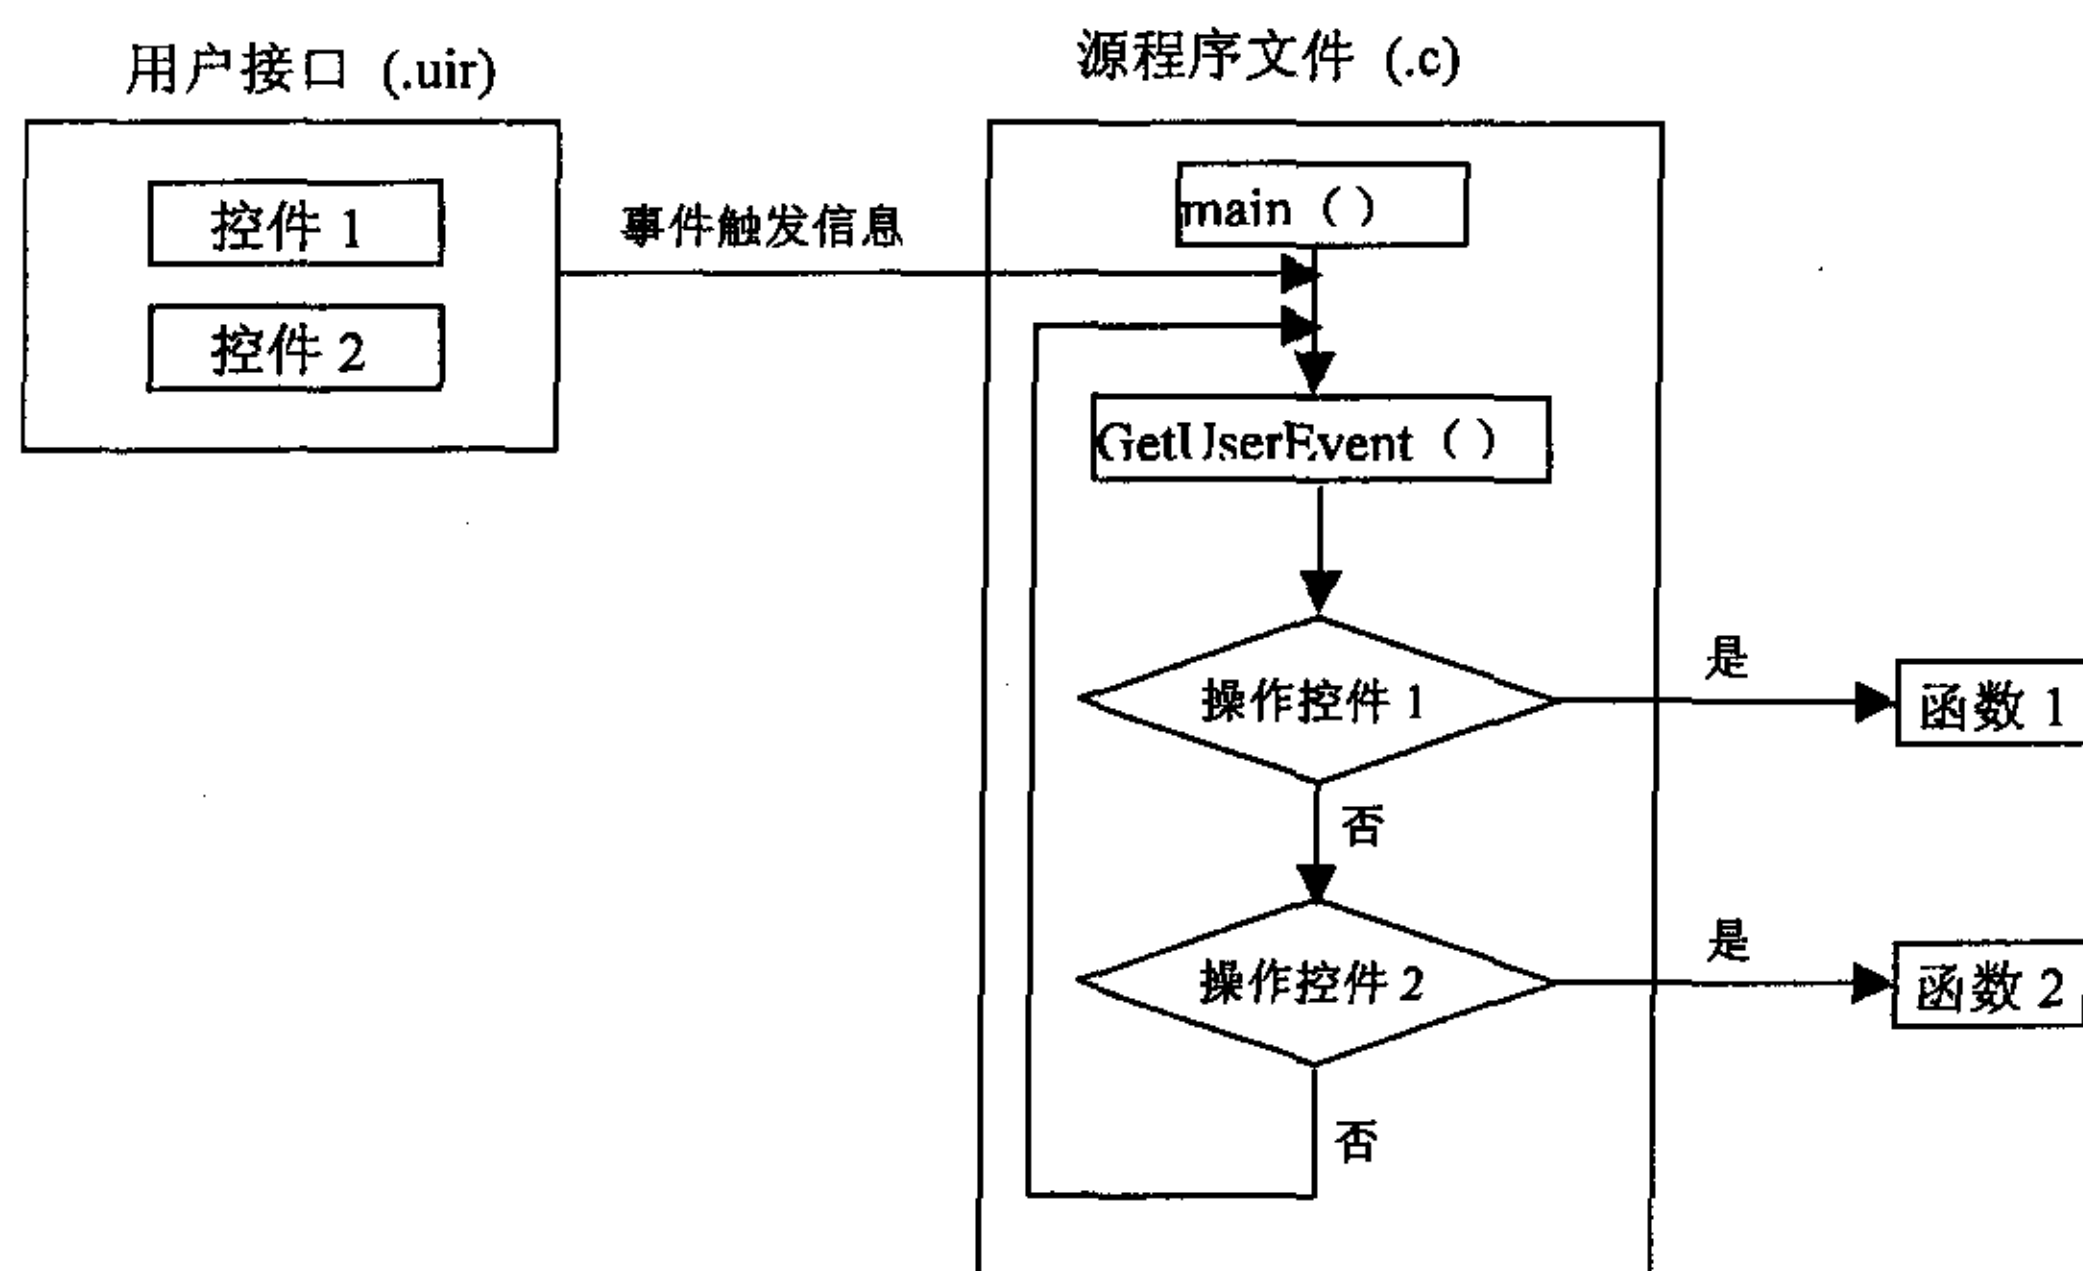 用户接口 (.uir)
源程序文件 (.c)
控件 1
控件 2
事件触发信息
main（）
GetUserEvent（）
操作控件 1
是
函数 1
否
操作控件 2
是
函数 2
否